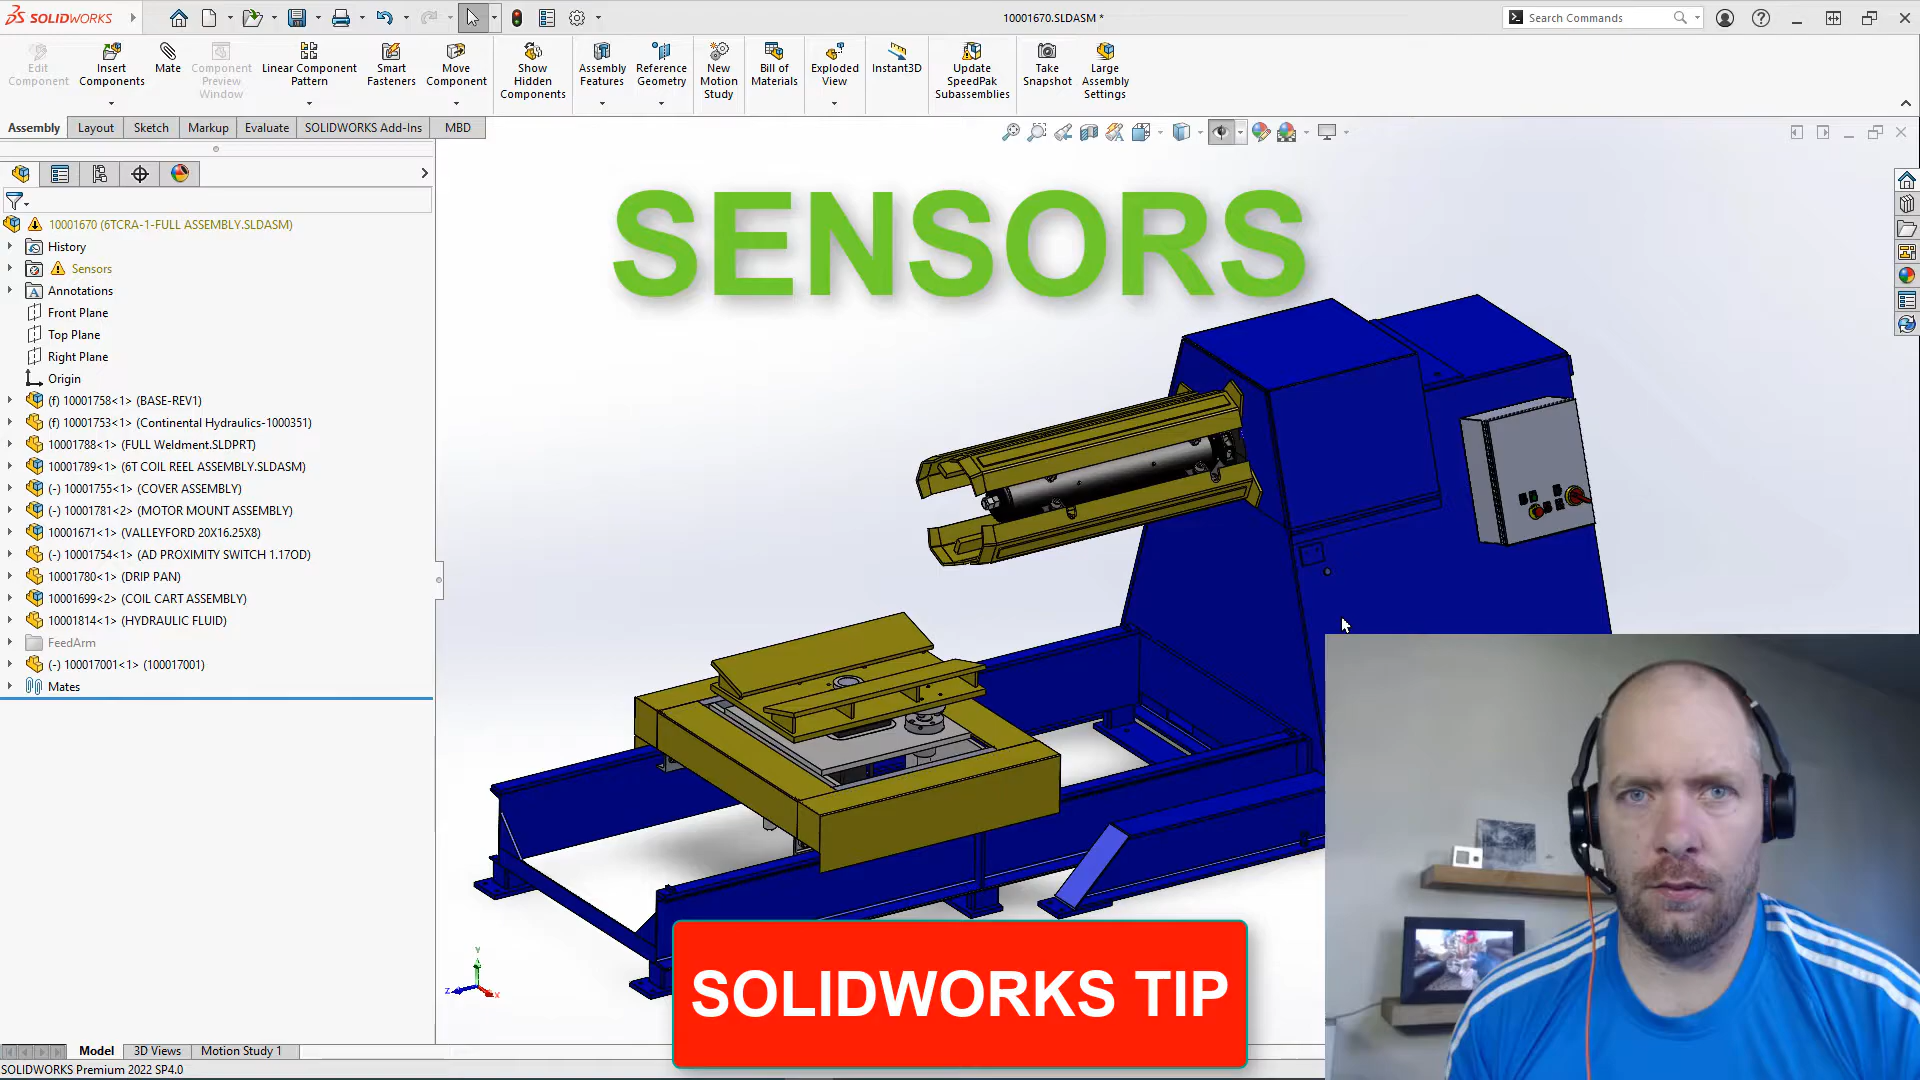 SOLIDWORKS
10001670.SLDASM *
Search Commands
Edit Component
Insert Components
Mate
Component Preview Window
Linear Component Pattern
Smart Fasteners
Move Component
Show Hidden Components
Assembly Features
Reference Geometry
New Motion Study
Bill of Materials
Exploded View
Instant3D
Update SpeedPak Subassemblies
Take Snapshot
Large Assembly Settings
Assembly
Layout
Sketch
Markup
Evaluate
SOLIDWORKS Add-Ins
MBD
SENSORS
10001670 (6TCRA-1-FULL ASSEMBLY.SLDASM)
History
Sensors
Annotations
Front Plane
Top Plane
Right Plane
Origin
(f) 10001758<1> (BASE-REV1)
(f) 10001753<1> (Continental Hydraulics-1000351)
10001788<1> (FULL Weldment.SLDPRT)
10001789<1> (6T COIL REEL ASSEMBLY.SLDASM)
(-) 10001755<1> (COVER ASSEMBLY)
(-) 10001781<2> (MOTOR MOUNT ASSEMBLY)
10001671<1> (VALLEYFORD 20X16.25X8)
(-) 10001754<1> (AD PROXIMITY SWITCH 1.17OD)
10001780<1> (DRIP PAN)
10001699<2> (COIL CART ASSEMBLY)
10001814<1> (HYDRAULIC FLUID)
FeedArm
(-) 100017001<1> (100017001)
Mates
Y
Z
X
SOLIDWORKS TIP
Model
3D Views
Motion Study 1
SOLIDWORKS Premium 2022 SP4.0